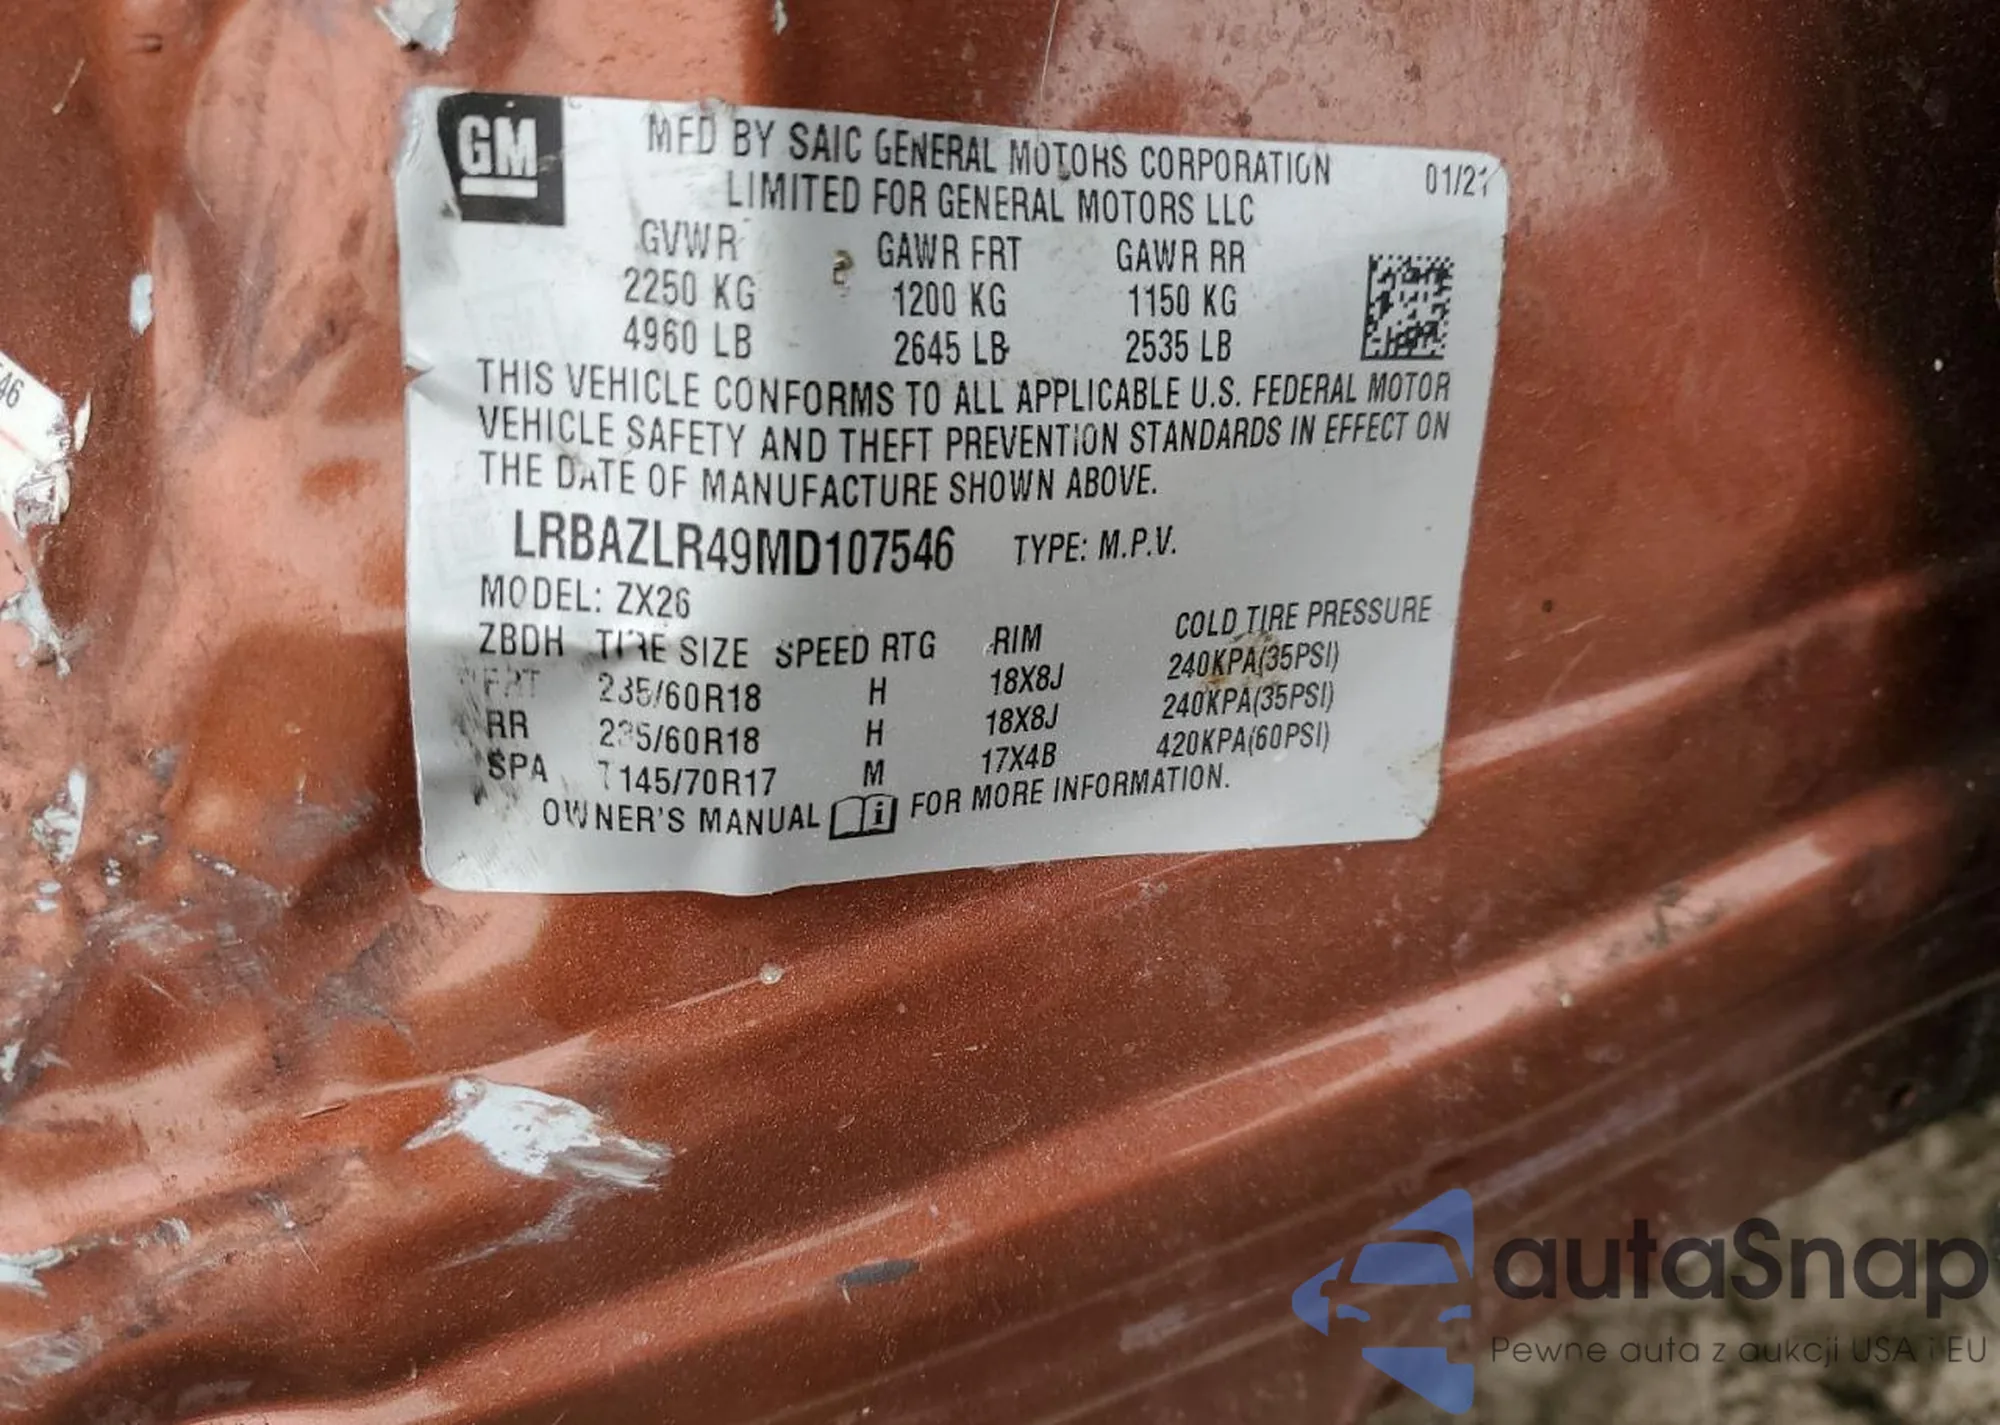 GM
MFD BY SAIC GENERAL MOTORS CORPORATION 01/21
LIMITED FOR GENERAL MOTORS LLC
GVWR GAWR FRT GAWR RR
2250 KG 1200 KG 1150 KG
4960 LB 2645 LB 2535 LB
THIS VEHICLE CONFORMS TO ALL APPLICABLE U.S. FEDERAL MOTOR
VEHICLE SAFETY AND THEFT PREVENTION STANDARDS IN EFFECT ON
THE DATE OF MANUFACTURE SHOWN ABOVE.
LRBAZLR49MD107546 TYPE: M.P.V.
MODEL: ZX26
ZBDH TIRE SIZE SPEED RTG RIM COLD TIRE PRESSURE
FRT 235/60R18 H 18X8J 240KPA(35PSI)
RR 235/60R18 H 18X8J 240KPA(35PSI)
SPA T145/70R17 M 17X4B 420KPA(60PSI)
OWNER'S MANUAL i FOR MORE INFORMATION.
autaSnap
Pewne auta z aukcji USA i EU